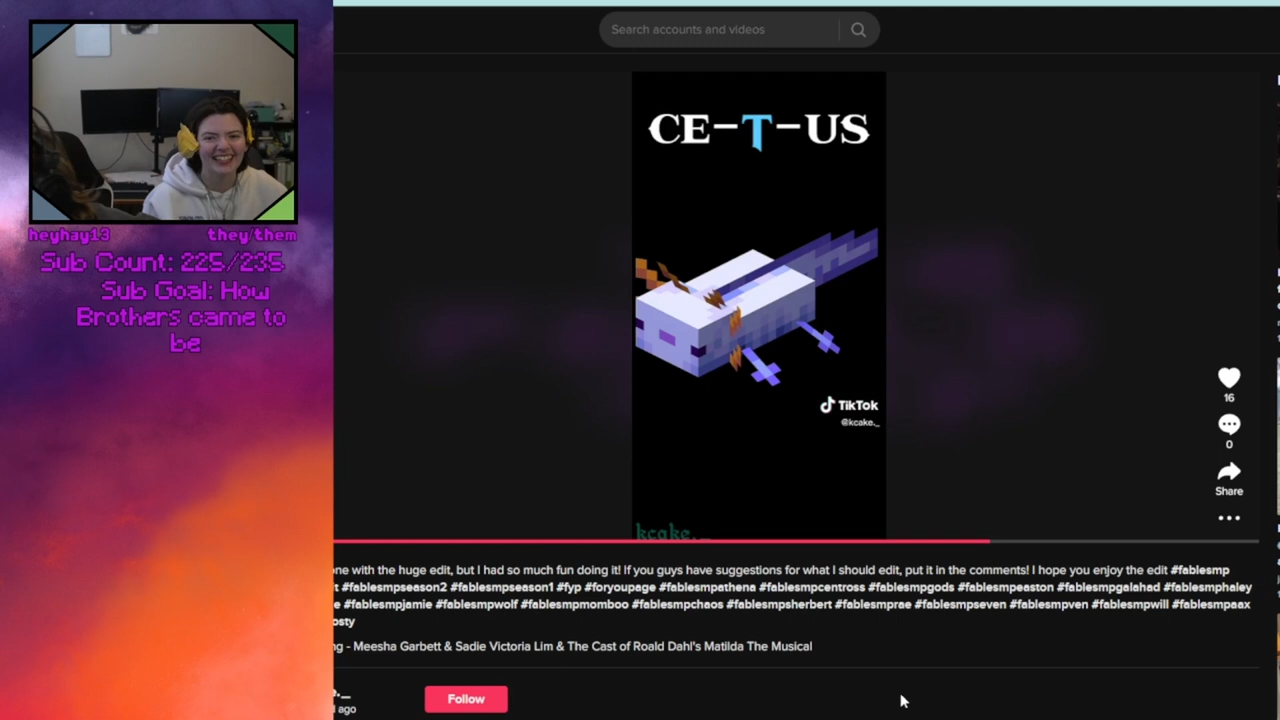 Search accounts and videos
CE-T-US
TikTok
@kcake._
kcake._
heyhay13 they/them
Sub Count: 225/235
Sub Goal: How
Brothers came to
be
16
0
Share
with the huge edit, but I had so much fun doing it! If you guys have suggestions for what I should edit, put it in the comments! I hope you enjoy the edit #fablesmp
#fablesmpseason2 #fablesmpseason1 #fyp #foryoupage #fablesmpathena #fablesmpcentross #fablesmpgods #fablesmpeaston #fablesmpgalahad #fablesmphaley
#fablesmpjamie #fablesmpwolf #fablesmpmomboo #fablesmpchaos #fablesmpsherbert #fablesmprae #fablesmpseven #fablesmpven #fablesmpwill #fablesmpaax
osty
- Meesha Garbett & Sadie Victoria Lim & The Cast of Roald Dahl's Matilda The Musical
Follow
ago